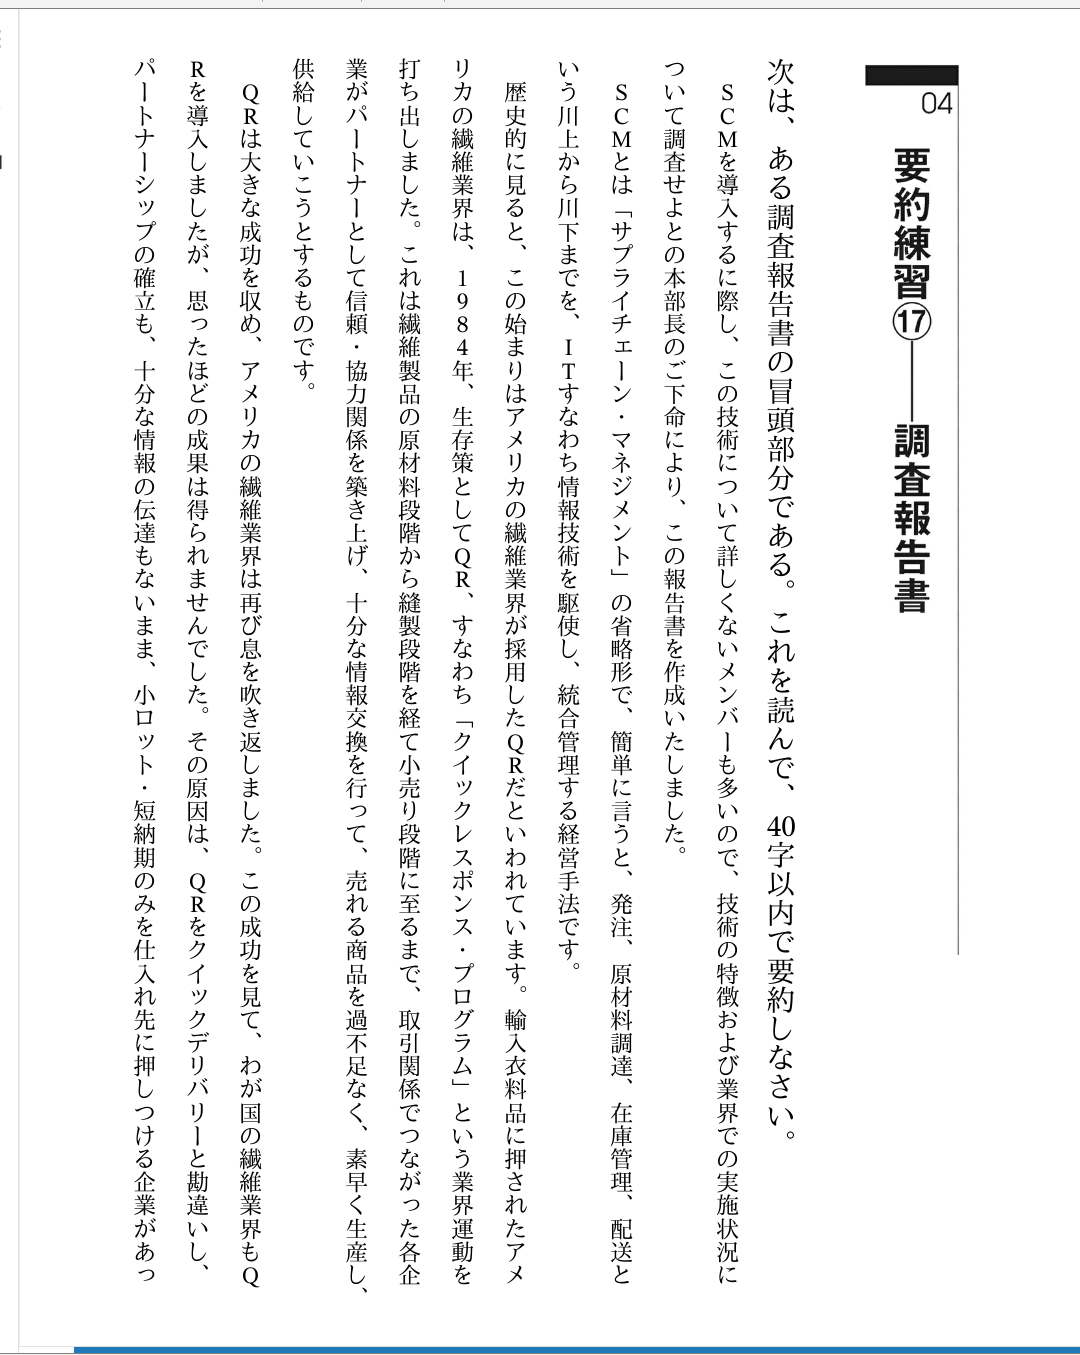 04
要約練習⑰――調査報告書
次は、ある調査報告書の冒頭部分である。これを読んで、40字以内で要約しなさい。
SCMを導入するに際し、この技術について詳しくないメンバーも多いので、技術の特徴および業界での実施状況に
ついて調査せよとの本部長のご下命により、この報告書を作成いたしました。
SCMとは「サプライチェーン・マネジメント」の省略形で、簡単に言うと、発注、原材料調達、在庫管理、配送と
いう川上から川下までを、ITすなわち情報技術を駆使し、統合管理する経営手法です。
歴史的に見ると、この始まりはアメリカの繊維業界が採用したQRだといわれています。輸入衣料品に押されたアメ
リカの繊維業界は、1984年、生存策としてQR、すなわち「クイックレスポンス・プログラム」という業界運動を
打ち出しました。これは繊維製品の原材料段階から縫製段階を経て小売り段階に至るまで、取引関係でつながった各企
業がパートナーとして信頼・協力関係を築き上げ、十分な情報交換を行って、売れる商品を過不足なく、素早く生産し、
供給していこうとするものです。
QRは大きな成功を収め、アメリカの繊維業界は再び息を吹き返しました。この成功を見て、わが国の繊維業界もQ
Rを導入しましたが、思ったほどの成果は得られませんでした。その原因は、QRをクイックデリバリーと勘違いし、
パートナーシップの確立も、十分な情報の伝達もないまま、小ロット・短納期のみを仕入れ先に押しつける企業があっ